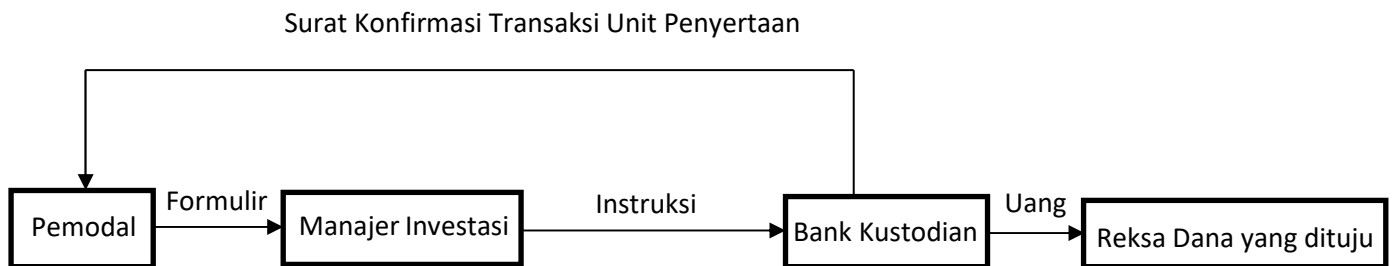 Surat Konfirmasi Transaksi Unit Penyertaan
Pemodal
Formulir
Manajer Investasi
Instruksi
Bank Kustodian
Uang
Reksa Dana yang dituju